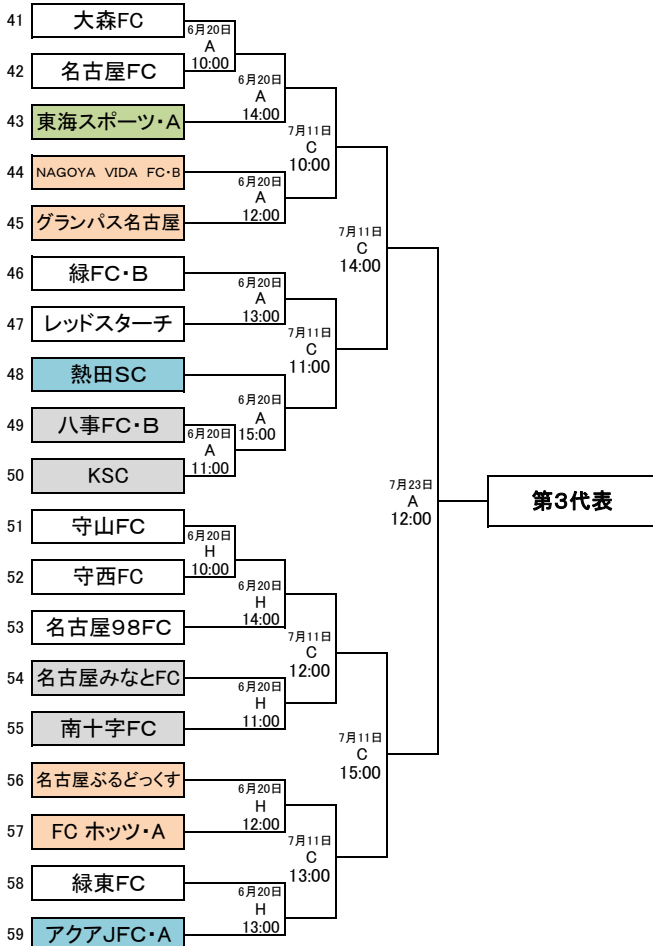 41 大森FC
6月20日
A
10:00
42 名古屋FC
6月20日
A
14:00
43 東海スポーツ・A
7月11日
C
10:00
44 NAGOYA VIDA FC・B
6月20日
A
12:00
45 グランパス名古屋
7月11日
C
14:00
46 緑FC・B
6月20日
A
13:00
47 レッドスターチ
7月11日
C
11:00
48 熱田SC
6月20日
A
15:00
49 八事FC・B
6月20日
A
11:00
50 KSC
7月23日
A
12:00
第3代表
51 守山FC
6月20日
H
10:00
52 守西FC
6月20日
H
14:00
53 名古屋98FC
7月11日
C
12:00
54 名古屋みなとFC
6月20日
H
11:00
55 南十字FC
7月11日
C
15:00
56 名古屋ぶるどっくす
6月20日
H
12:00
57 FC ホッツ・A
7月11日
C
13:00
58 緑東FC
6月20日
H
13:00
59 アクアJFC・A